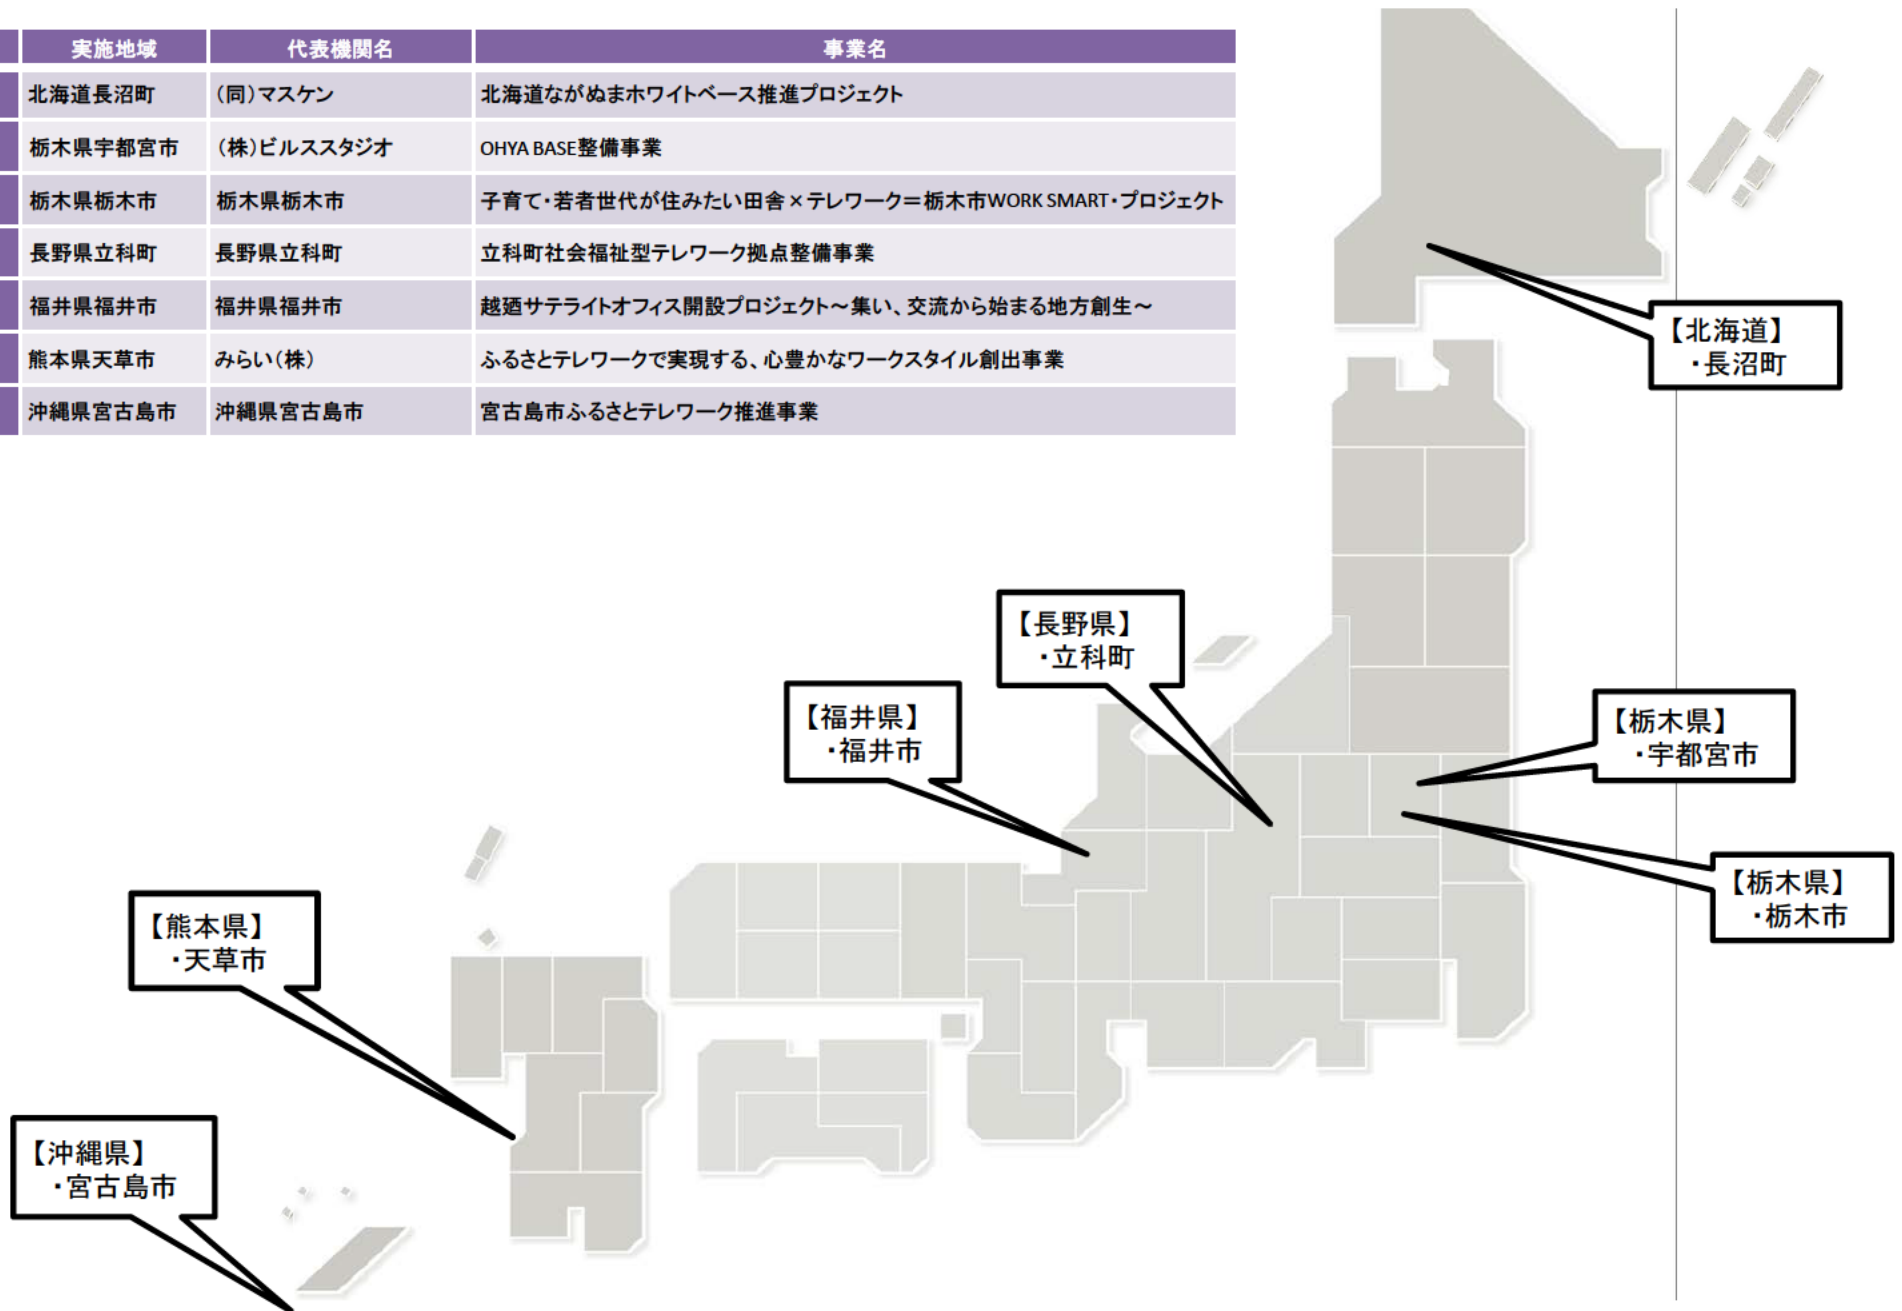 実施地域 代表機関名 事業名
北海道長沼町 (同)マスケン 北海道ながぬまホワイトベース推進プロジェクト
栃木県宇都宮市 (株)ビルススタジオ OHYA BASE整備事業
栃木県栃木市 栃木県栃木市 子育て・若者世代が住みたい田舎×テレワーク=栃木市WORK SMART・プロジェクト
長野県立科町 長野県立科町 立科町社会福祉型テレワーク拠点整備事業
福井県福井市 福井県福井市 越廼サテライトオフィス開設プロジェクト～集い、交流から始まる地方創生～
熊本県天草市 みらい(株) ふるさとテレワークで実現する、心豊かなワークスタイル創出事業
沖縄県宮古島市 沖縄県宮古島市 宮古島市ふるさとテレワーク推進事業
【北海道】
・長沼町
【長野県】
・立科町
【福井県】
・福井市
【栃木県】
・宇都宮市
【栃木県】
・栃木市
【熊本県】
・天草市
【沖縄県】
・宮古島市